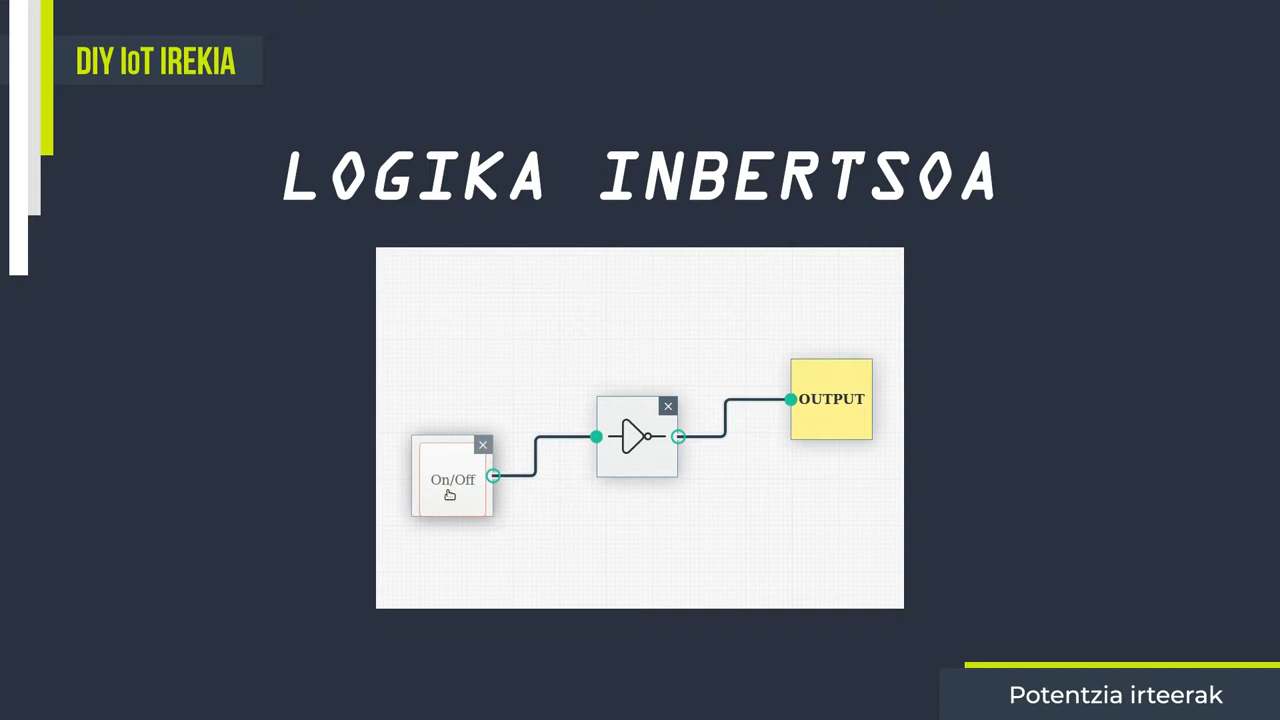 DIY IoT IREKIA
LOGIKA INBERTSOA
OUTPUT
On/Off
Potentzia irteerak